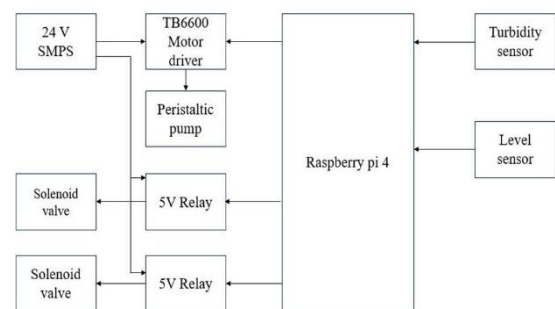 24 V
SMPS
TB6600
Motor
driver
Turbidity
sensor
Peristaltic
pump
Raspberry pi 4
Level
sensor
Solenoid
valve
5V Relay
Solenoid
valve
5V Relay